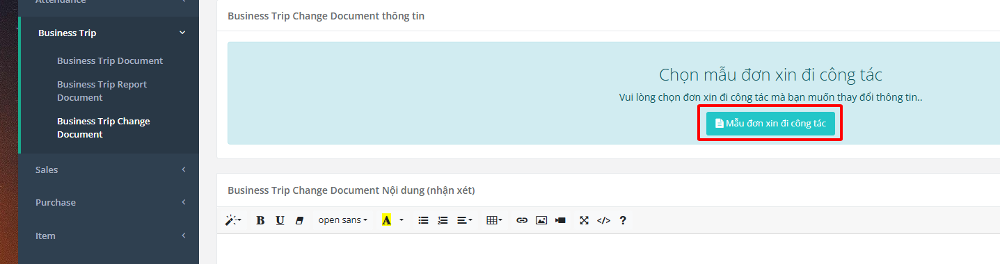 Attendance
Business Trip
Business Trip Document
Business Trip Report
Document
Business Trip Change
Document
Sales
Purchase
Item
Business Trip Change Document thông tin
Chọn mẫu đơn xin đi công tác
Vui lòng chọn đơn xin đi công tác mà bạn muốn thay đổi thông tin..
Mẫu đơn xin đi công tác
Business Trip Change Document Nội dung (nhận xét)
B U open sans A </> ?